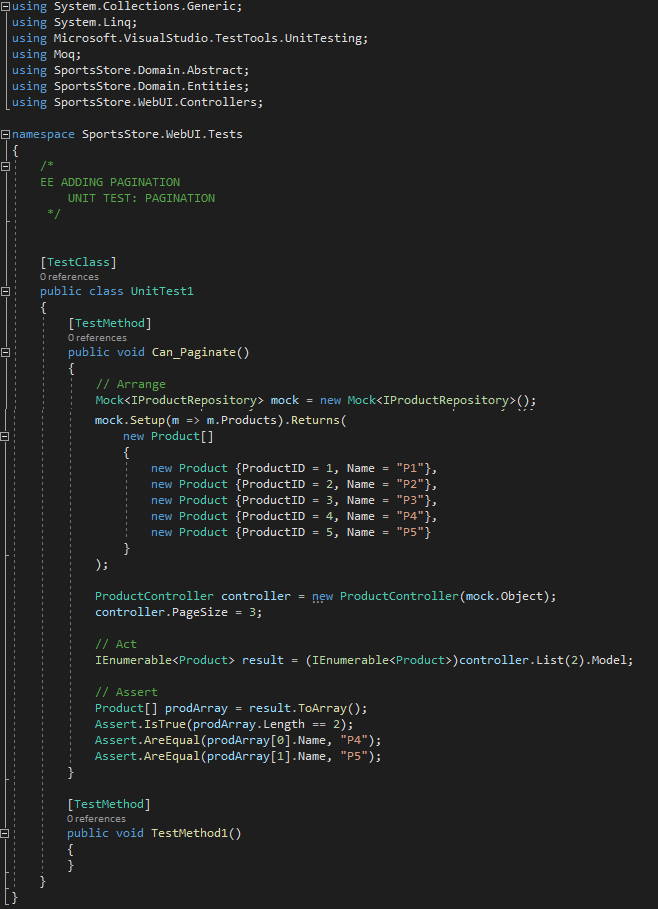 using System.Collections.Generic;
using System.Linq;
using Microsoft.VisualStudio.TestTools.UnitTesting;
using Moq;
using SportsStore.Domain.Abstract;
using SportsStore.Domain.Entities;
using SportsStore.WebUI.Controllers;
namespace SportsStore.WebUI.Tests
{
/*
EE ADDING PAGINATION
UNIT TEST: PAGINATION
*/
[TestClass]
0 references
public class UnitTest1
{
[TestMethod]
0 references
public void Can_Paginate()
{
// Arrange
Mock<IProductRepository> mock = new Mock<IProductRepository>();
mock.Setup(m => m.Products).Returns(
new Product[]
{
new Product {ProductID = 1, Name = "P1"},
new Product {ProductID = 2, Name = "P2"},
new Product {ProductID = 3, Name = "P3"},
new Product {ProductID = 4, Name = "P4"},
new Product {ProductID = 5, Name = "P5"}
}
);
ProductController controller = new ProductController(mock.Object);
controller.PageSize = 3;
// Act
IEnumerable<Product> result = (IEnumerable<Product>)controller.List(2).Model;
// Assert
Product[] prodArray = result.ToArray();
Assert.IsTrue(prodArray.Length == 2);
Assert.AreEqual(prodArray[0].Name, "P4");
Assert.AreEqual(prodArray[1].Name, "P5");
}
[TestMethod]
0 references
public void TestMethod1()
{
}
}
}